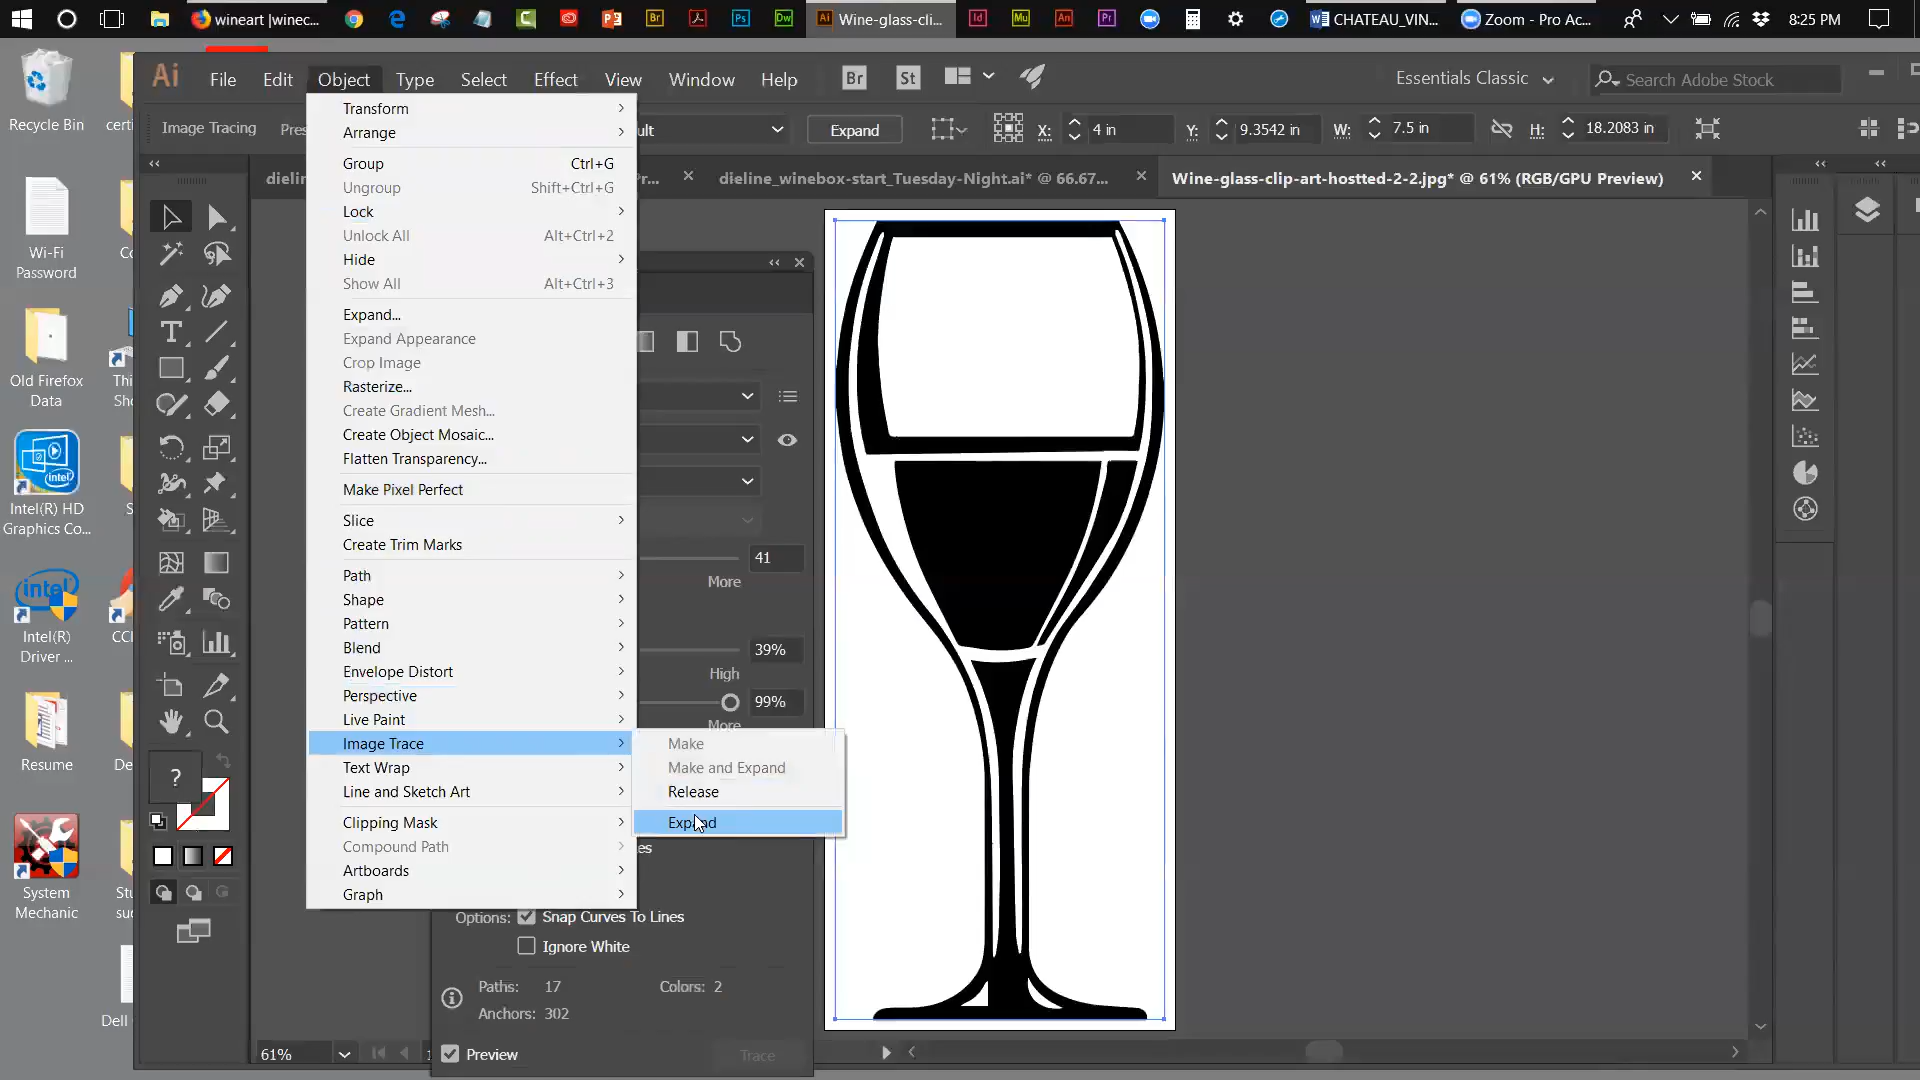 wineart |winec...
Wine-glass-cli...
CHATEAU_VIN...
Zoom - Pro Ac...
8:25 PM
Ai
File
Edit
Object
Type
Select
Effect
View
Window
Help
Br
St
Essentials Classic
Search Adobe Stock
Image Tracing
Expand
X:
4 in
Y:
9.3542 in
W:
7.5 in
H:
18.2083 in
dieline_winebox-start_Tuesday-Night.ai* @ 66.67...
Wine-glass-clip-art-hostted-2-2.jpg* @ 61% (RGB/GPU Preview)
Transform
Arrange
Group Ctrl+G
Ungroup Shift+Ctrl+G
Lock
Unlock All Alt+Ctrl+2
Hide
Show All Alt+Ctrl+3
Expand...
Expand Appearance
Crop Image
Rasterize...
Create Gradient Mesh...
Create Object Mosaic...
Flatten Transparency...
Make Pixel Perfect
Slice
Create Trim Marks
Path
Shape
Pattern
Blend
Envelope Distort
Perspective
Live Paint
Image Trace
Text Wrap
Line and Sketch Art
Clipping Mask
Compound Path
Artboards
Graph
Make
Make and Expand
Release
Expand
41
More
39%
High
99%
More
Options:
Snap Curves To Lines
Ignore White
Paths: 17
Colors: 2
Anchors: 302
Preview
Trace
61%
Recycle Bin
Wi-Fi
Password
Old Firefox
Data
Intel(R) HD
Graphics Co...
Intel(R)
Driver ...
Resume
System
Mechanic